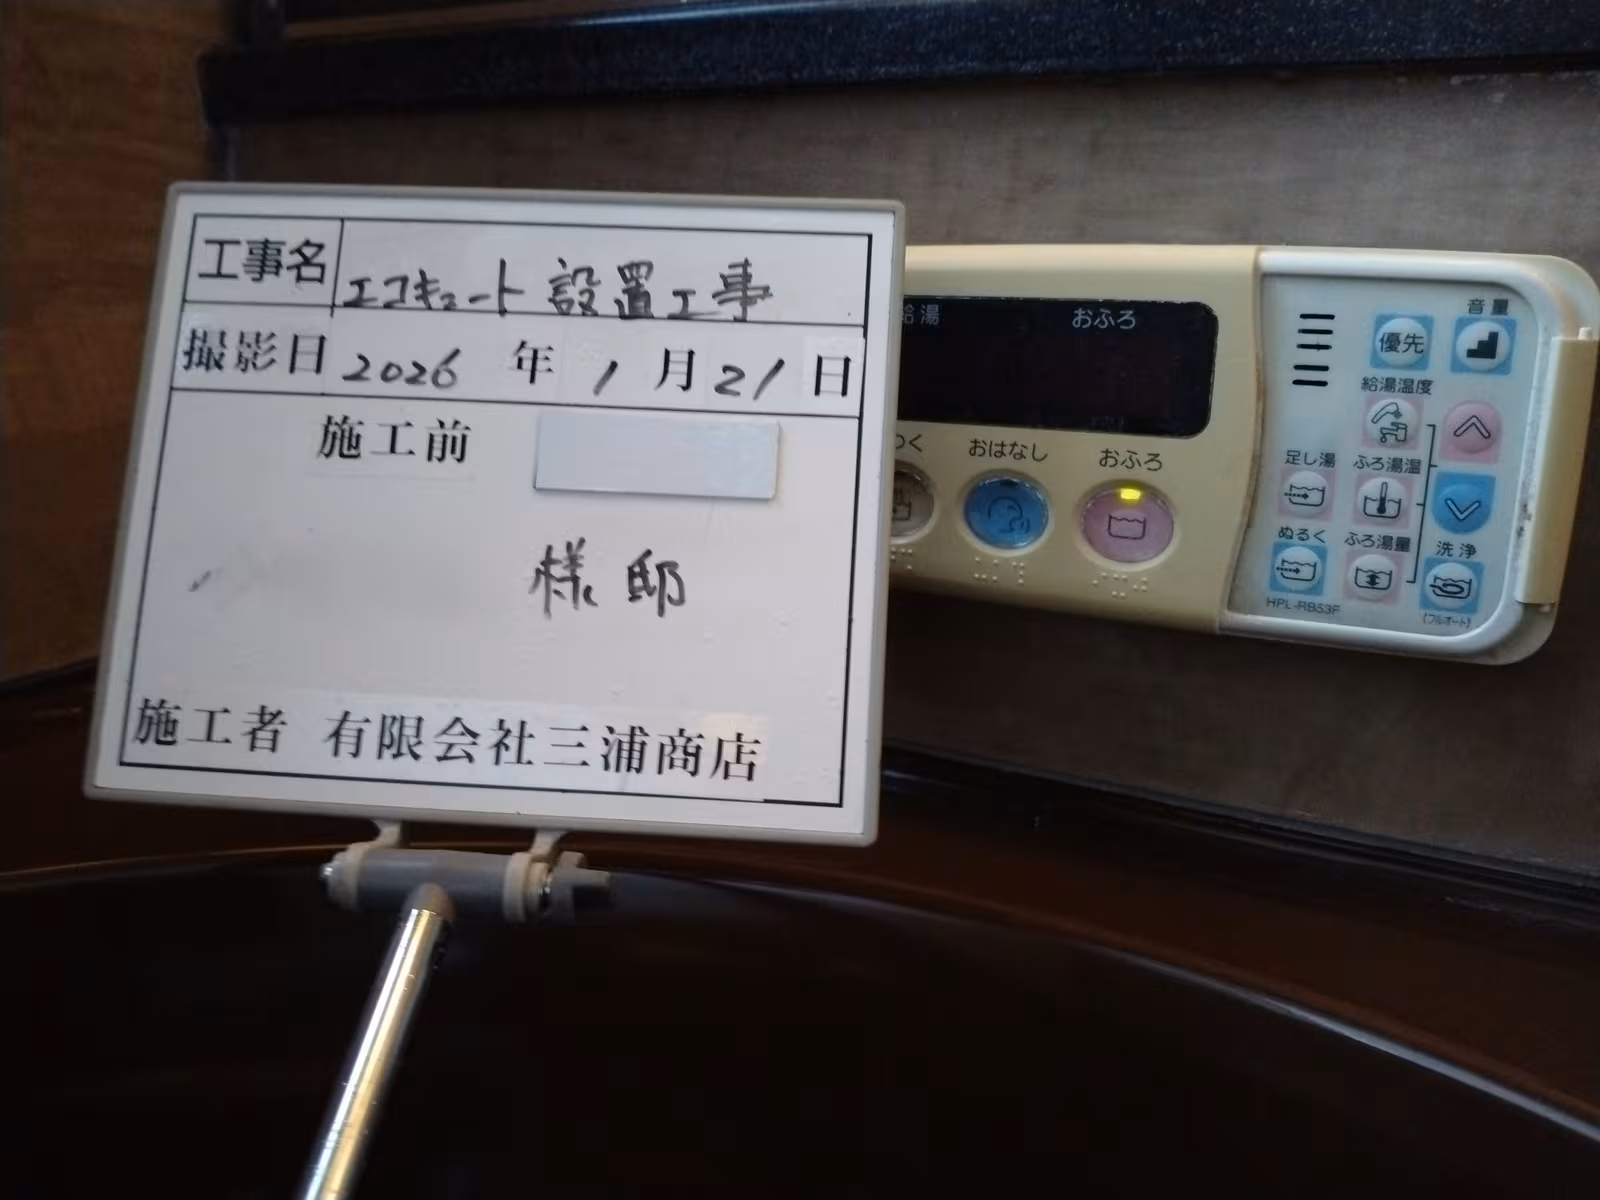 工事名 エコキュート設置工事
撮影日 2026 年 1 月 21 日
施工前
様邸
施工者 有限会社三浦商店
給湯 おふろ
わく おはなし おふろ
音量
優先
給湯温度
足し湯 ふろ湯温
ぬるく ふろ湯量 洗浄
HPL-RB53F (フルオート)